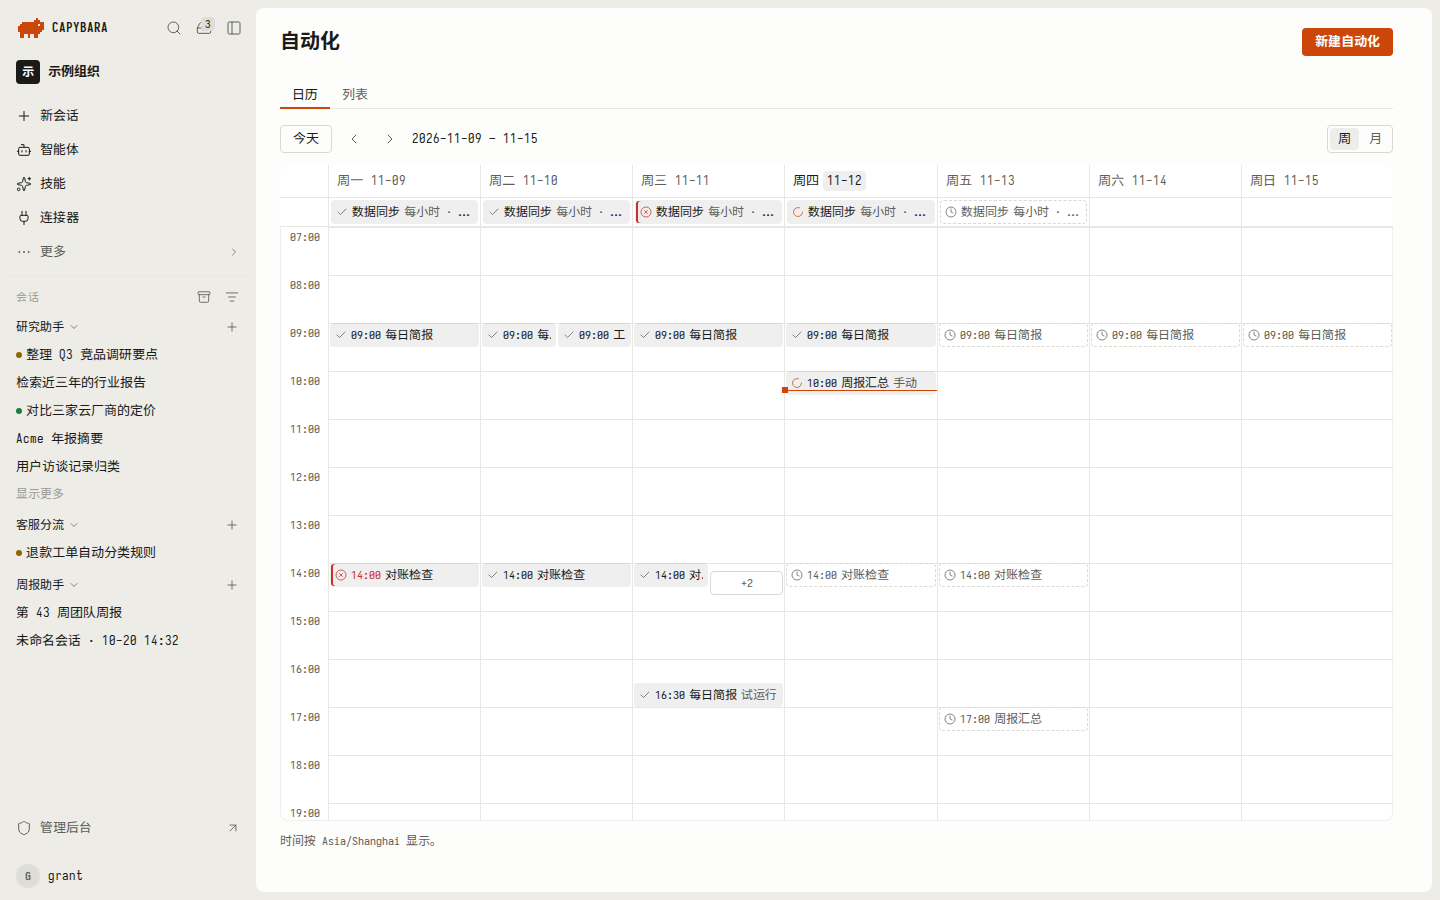 CAPYBARA
3
示 示例组织
新会话
智能体
技能
连接器
更多
会话
研究助手
整理 Q3 竞品调研要点
检索近三年的行业报告
对比三家云厂商的定价
Acme 年报摘要
用户访谈记录归类
显示更多
客服分流
退款工单自动分类规则
周报助手
第 43 周团队周报
未命名会话 · 10-20 14:32
管理后台
G grant
自动化
新建自动化
日历 列表
今天 2026-11-09 – 11-15 周 月
周一 11-09 周二 11-10 周三 11-11 周四 11-12 周五 11-13 周六 11-14 周日 11-15
数据同步 每小时 · … 数据同步 每小时 · … 数据同步 每小时 · … 数据同步 每小时 · … 数据同步 每小时 · …
07:00
08:00
09:00 09:00 每日简报 09:00 每. 09:00 工 09:00 每日简报 09:00 每日简报 09:00 每日简报 09:00 每日简报 09:00 每日简报
10:00 10:00 周报汇总 手动
11:00
12:00
13:00
14:00 14:00 对账检查 14:00 对账检查 14:00 对. +2 14:00 对账检查 14:00 对账检查
15:00
16:00
16:30 每日简报 试运行
17:00 17:00 周报汇总
18:00
19:00
时间按 Asia/Shanghai 显示。